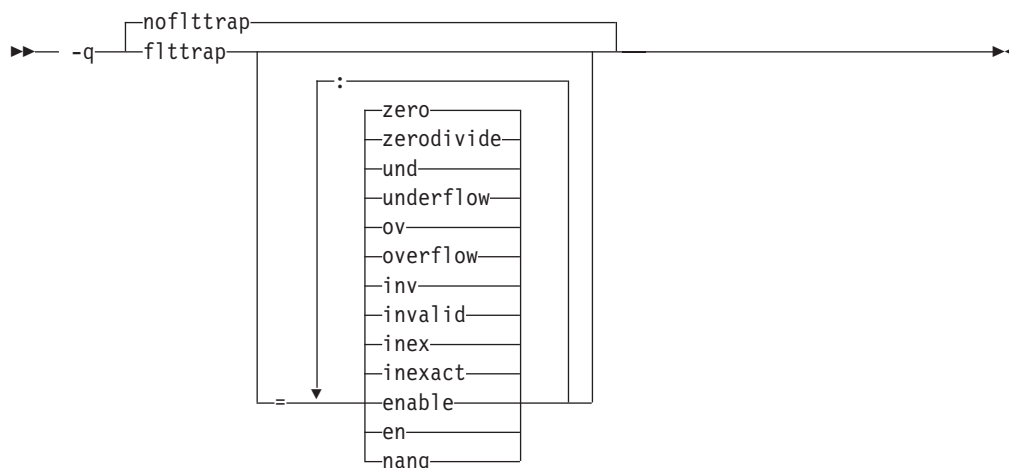 noflttrap
-q flttrap
:
zero
zerodivide
und
underflow
ov
overflow
inv
invalid
inex
inexact
= enable
en
nanq